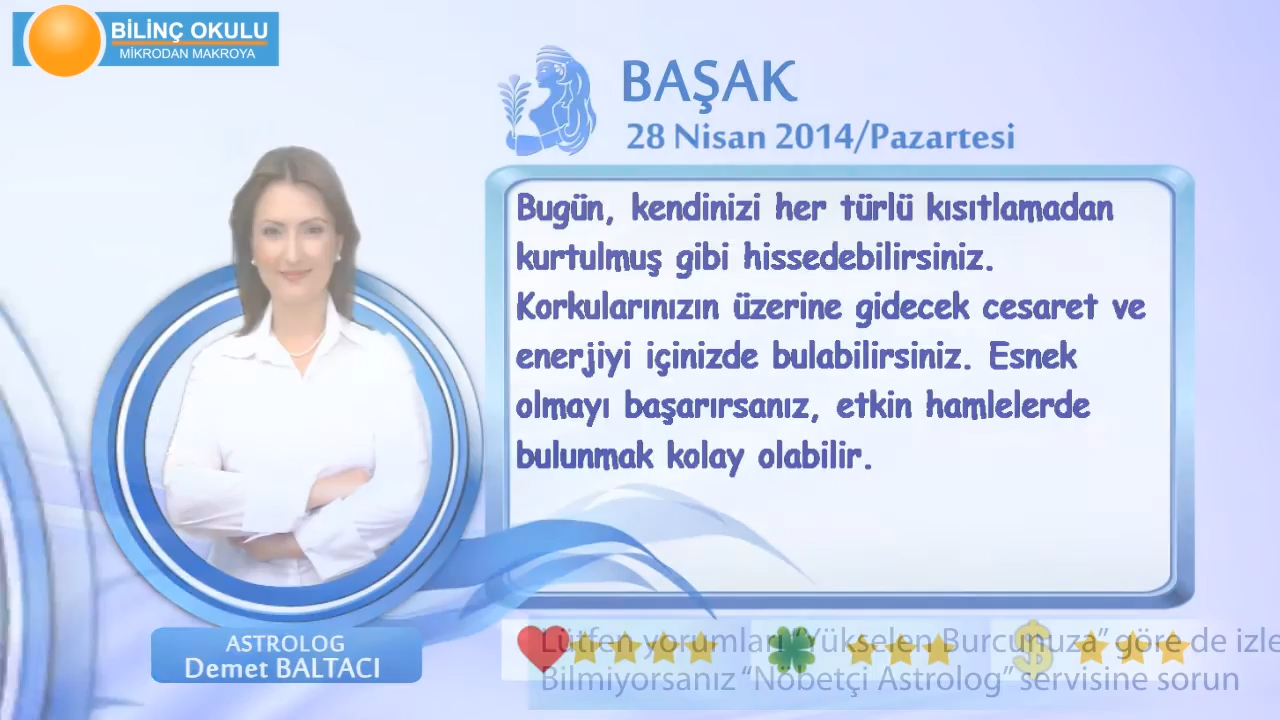 BİLİNÇ OKULU
MİKRODAN MAKROYA
BAŞAK
28 Nisan 2014/Pazartesi
Bugün, kendinizi her türlü kısıtlamadan
kurtulmuş gibi hissedebilirsiniz.
Korkularınızın üzerine gidecek cesaret ve
enerjiyi içinizde bulabilirsiniz. Esnek
olmayı başarırsanız, etkin hamlelerde
bulunmak kolay olabilir.
ASTROLOG
Demet BALTACI
Lütfen yorumları "Yükselen Burcunuza" göre de izle
Bilmiyorsanız "Nöbetçi Astrolog" servisine sorun